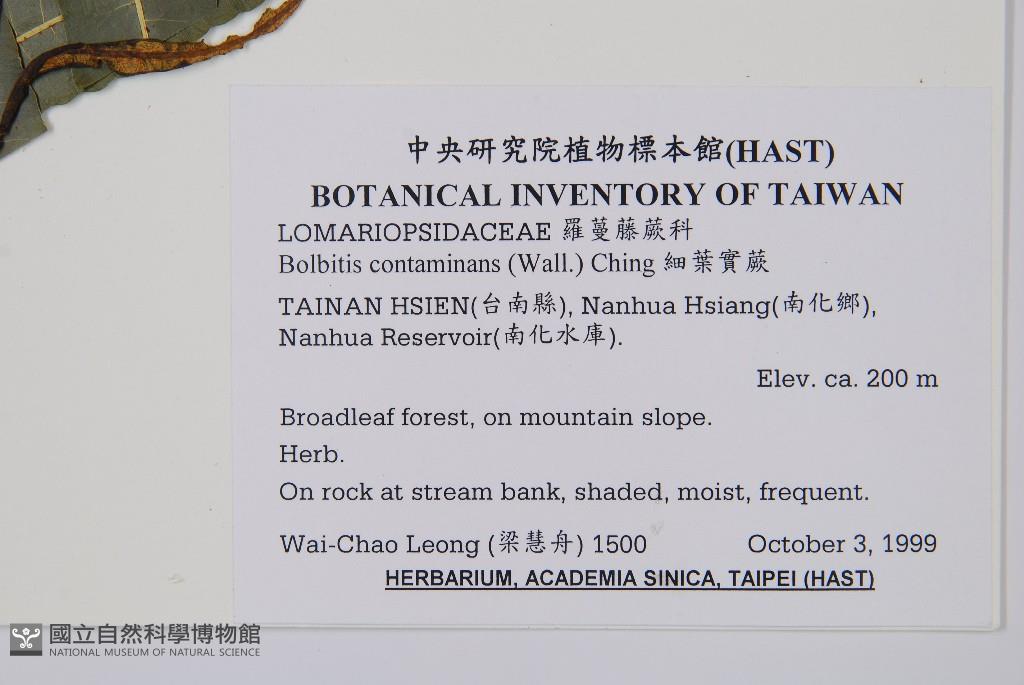 中央研究院植物標本館(HAST)
BOTANICAL INVENTORY OF TAIWAN
LOMARIOPSIDACEAE 羅蔓藤蕨科
Bolbitis contaminans (Wall.) Ching 細葉實蕨
TAINAN HSIEN(台南縣), Nanhua Hsiang(南化鄉),
Nanhua Reservoir(南化水庫).
Elev. ca. 200 m
Broadleaf forest, on mountain slope.
Herb.
On rock at stream bank, shaded, moist, frequent.
Wai-Chao Leong (梁慧舟) 1500 October 3, 1999
HERBARIUM, ACADEMIA SINICA, TAIPEI (HAST)
國立自然科學博物館
NATIONAL MUSEUM OF NATURAL SCIENCE